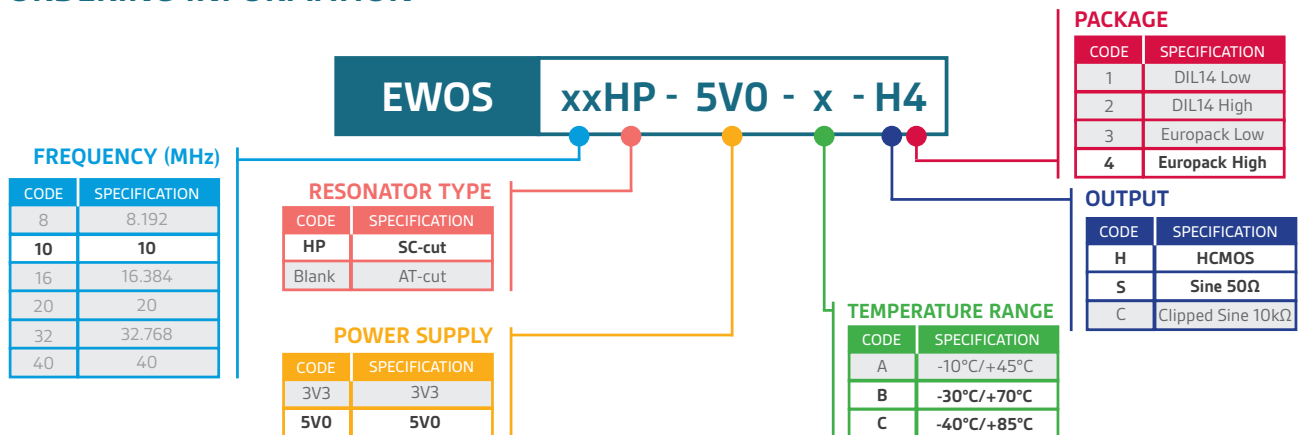 PACKAGE
CODE SPECIFICATION
1 DIL14 Low
2 DIL14 High
3 Europack Low
4 Europack High
EWOS xxHP - 5V0 - x - H4
FREQUENCY (MHz)
CODE SPECIFICATION
8 8.192
10 10
16 16.384
20 20
32 32.768
40 40
RESONATOR TYPE
CODE SPECIFICATION
HP SC-cut
Blank AT-cut
OUTPUT
CODE SPECIFICATION
H HCMOS
S Sine 50Ω
C Clipped Sine 10kΩ
POWER SUPPLY
CODE SPECIFICATION
3V3 3V3
5V0 5V0
TEMPERATURE RANGE
CODE SPECIFICATION
A -10°C/+45°C
B -30°C/+70°C
C -40°C/+85°C